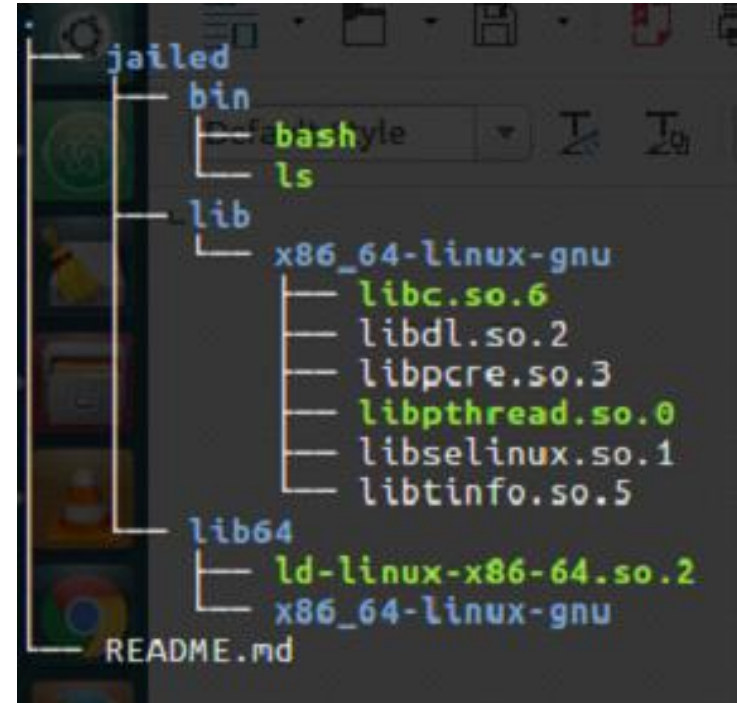 .
jailed
bin
Default Style
bash
ls
lib
x86_64-linux-gnu
libc.so.6
libdl.so.2
libpcre.so.3
libpthread.so.0
libselinux.so.1
libtinfo.so.5
lib64
ld-linux-x86-64.so.2
x86_64-linux-gnu
README.md